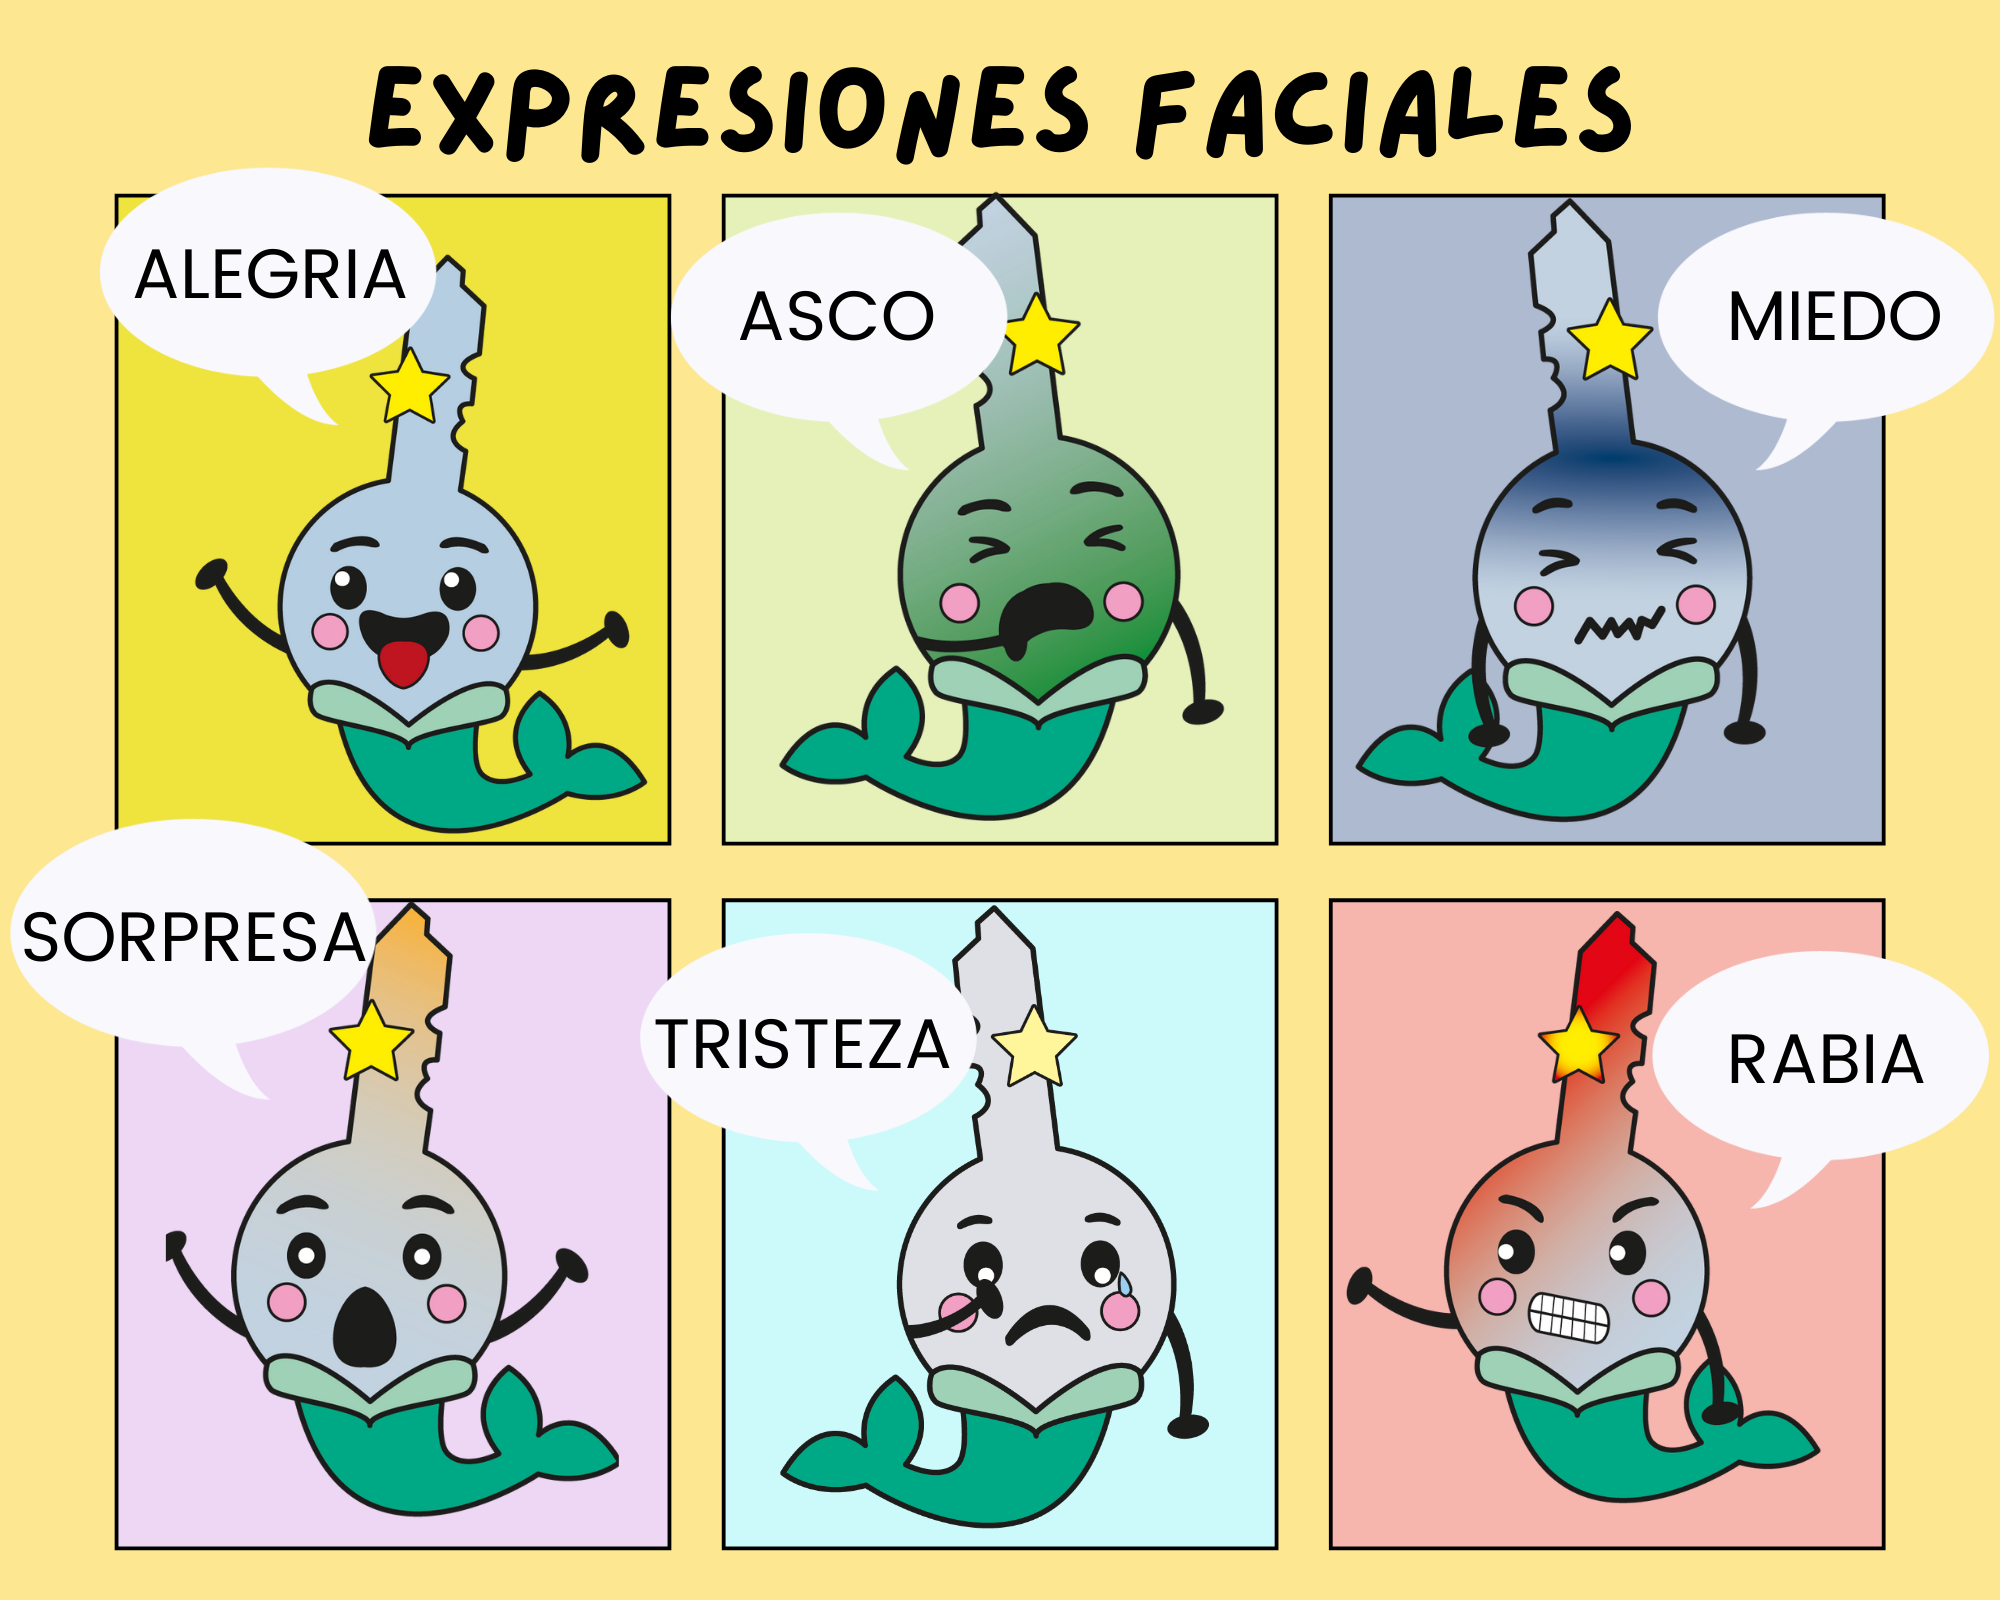 EXPRESIONES FACIALES
ALEGRIA
ASCO
MIEDO
SORPRESA
TRISTEZA
RABIA